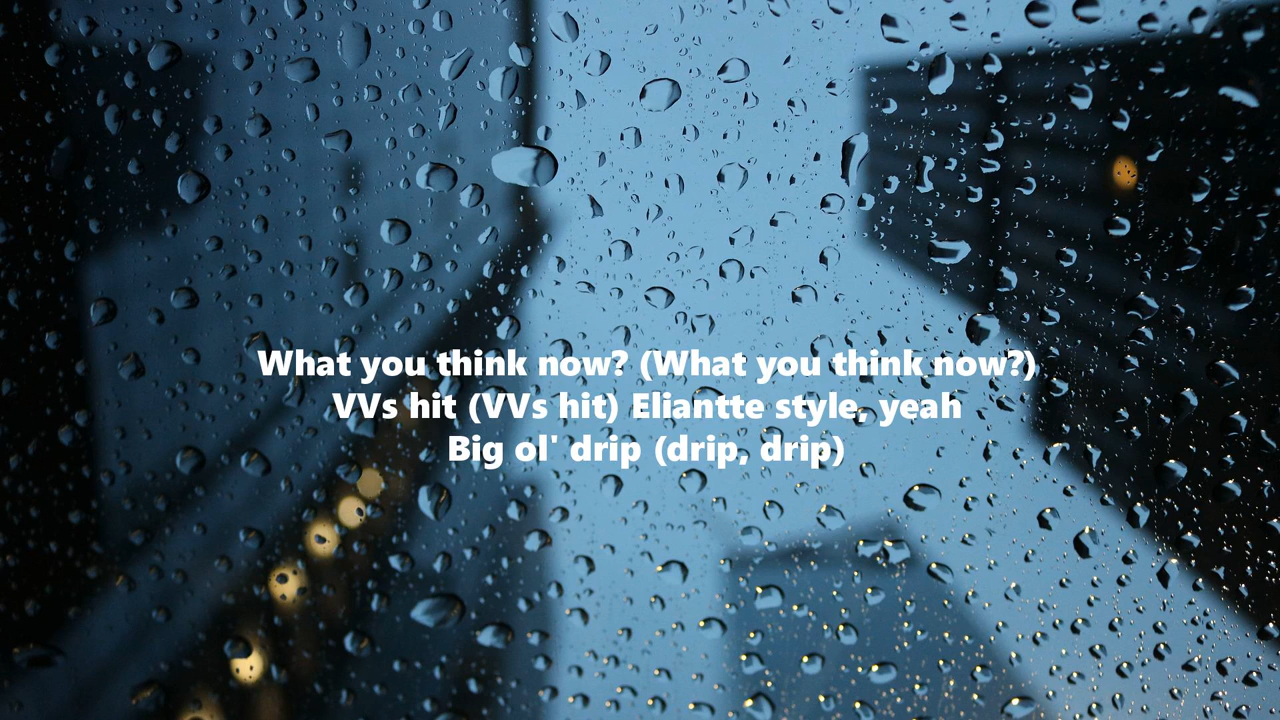 What you think now? (What you think now?)
VVs hit (VVs hit) Eliantte style, yeah
Big ol' drip (drip, drip)